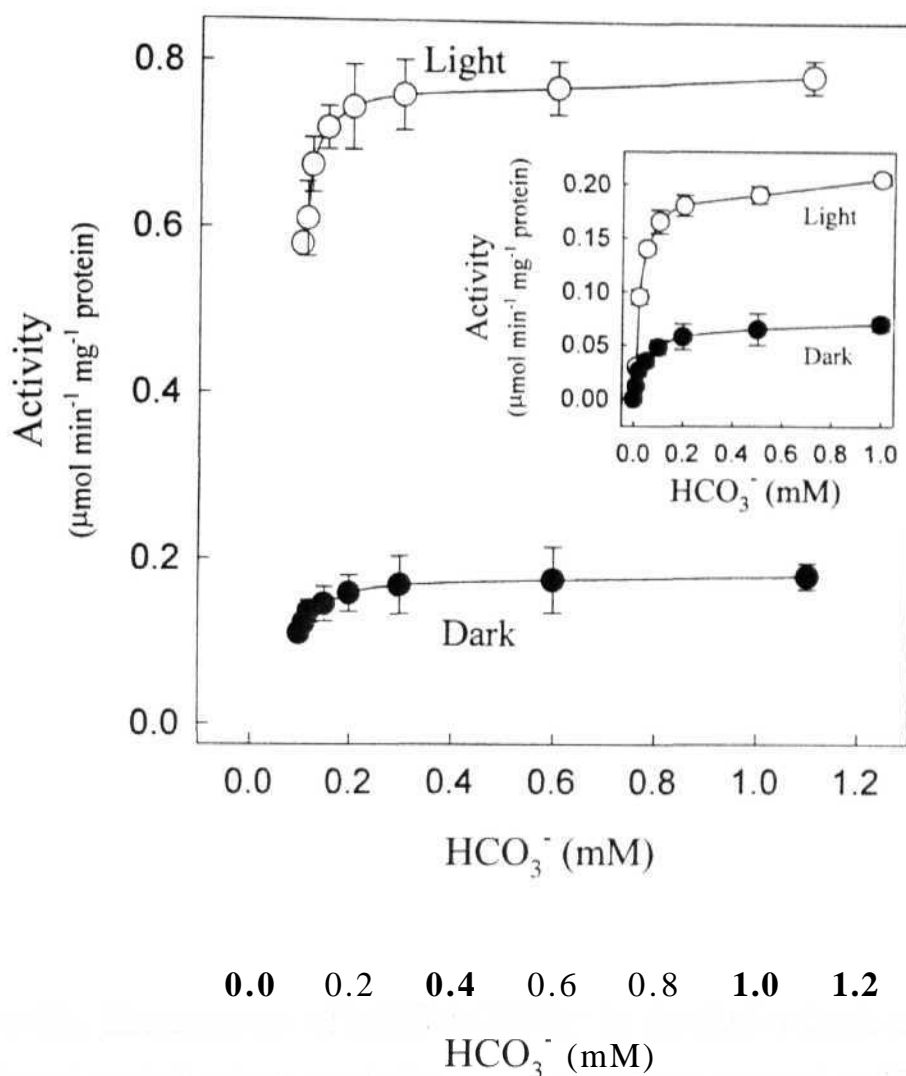 0.8
0.6
0.4
0.2
0.0
Activity
(μmol min⁻¹ mg⁻¹ protein)
Light
Dark
0.20
0.15
0.10
0.05
0.00
Activity
(μmol min⁻¹ mg⁻¹ protein)
Light
Dark
0.0 0.2 0.4 0.6 0.8 1.0
HCO₃⁻ (mM)
0.0 0.2 0.4 0.6 0.8 1.0 1.2
HCO₃⁻ (mM)
0.0 0.2 0.4 0.6 0.8 1.0 1.2
HCO₃⁻ (mM)